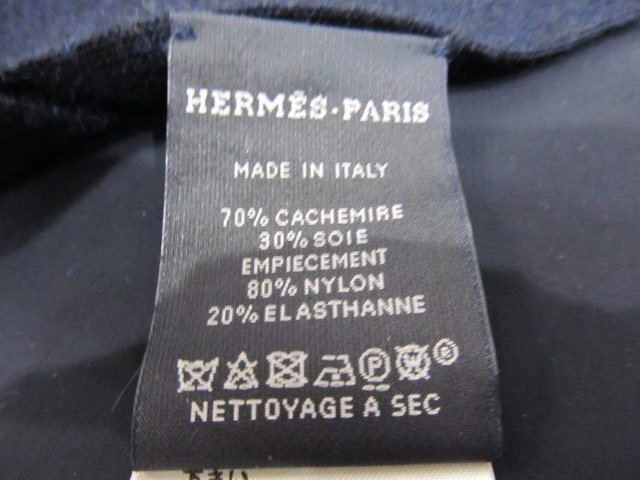 HERMÈS-PARIS
MADE IN ITALY
70% CACHEMIRE
30% SOIE
EMPIECEMENT
80% NYLON
20% ELASTHANNE
P W ®
NETTOYAGE A SEC